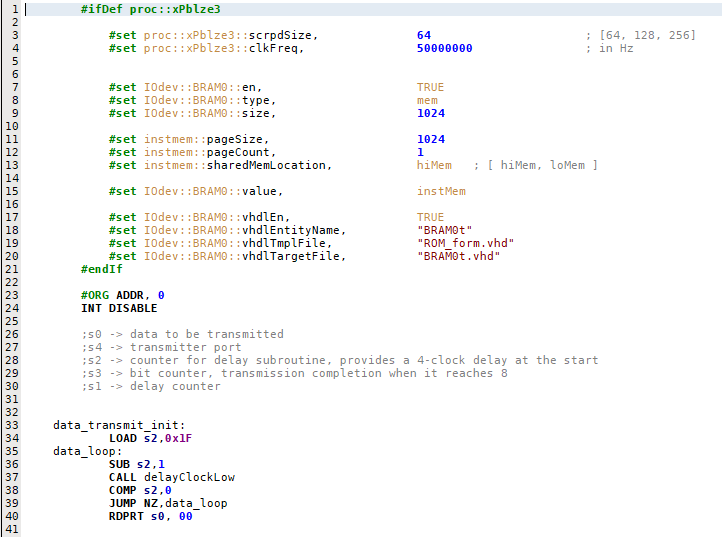 1 #ifDef proc::xPblze3
2
3 #set proc::xPblze3::scrpdSize, 64 ; [64, 128, 256]
4 #set proc::xPblze3::clkFreq, 50000000 ; in Hz
5
6
7 #set IOdev::BRAM0::en, TRUE
8 #set IOdev::BRAM0::type, mem
9 #set IOdev::BRAM0::size, 1024
10
11 #set instmem::pageSize, 1024
12 #set instmem::pageCount, 1
13 #set instmem::sharedMemLocation, hiMem ; [ hiMem, loMem ]
14
15 #set IOdev::BRAM0::value, instMem
16
17 #set IOdev::BRAM0::vhdlEn, TRUE
18 #set IOdev::BRAM0::vhdlEntityName, "BRAM0t"
19 #set IOdev::BRAM0::vhdlTmplFile, "ROM_form.vhd"
20 #set IOdev::BRAM0::vhdlTargetFile, "BRAM0t.vhd"
21 #endIf
22
23 #ORG ADDR, 0
24 INT DISABLE
25
26 ;s0 -> data to be transmitted
27 ;s4 -> transmitter port
28 ;s2 -> counter for delay subroutine, provides a 4-clock delay at the start
29 ;s3 -> bit counter, transmission completion when it reaches 8
30 ;s1 -> delay counter
31
32
33 data_transmit_init:
34 LOAD s2,0x1F
35 data_loop:
36 SUB s2,1
37 CALL delayClockLow
38 COMP s2,0
39 JUMP NZ,data_loop
40 RDPRT s0, 00
41